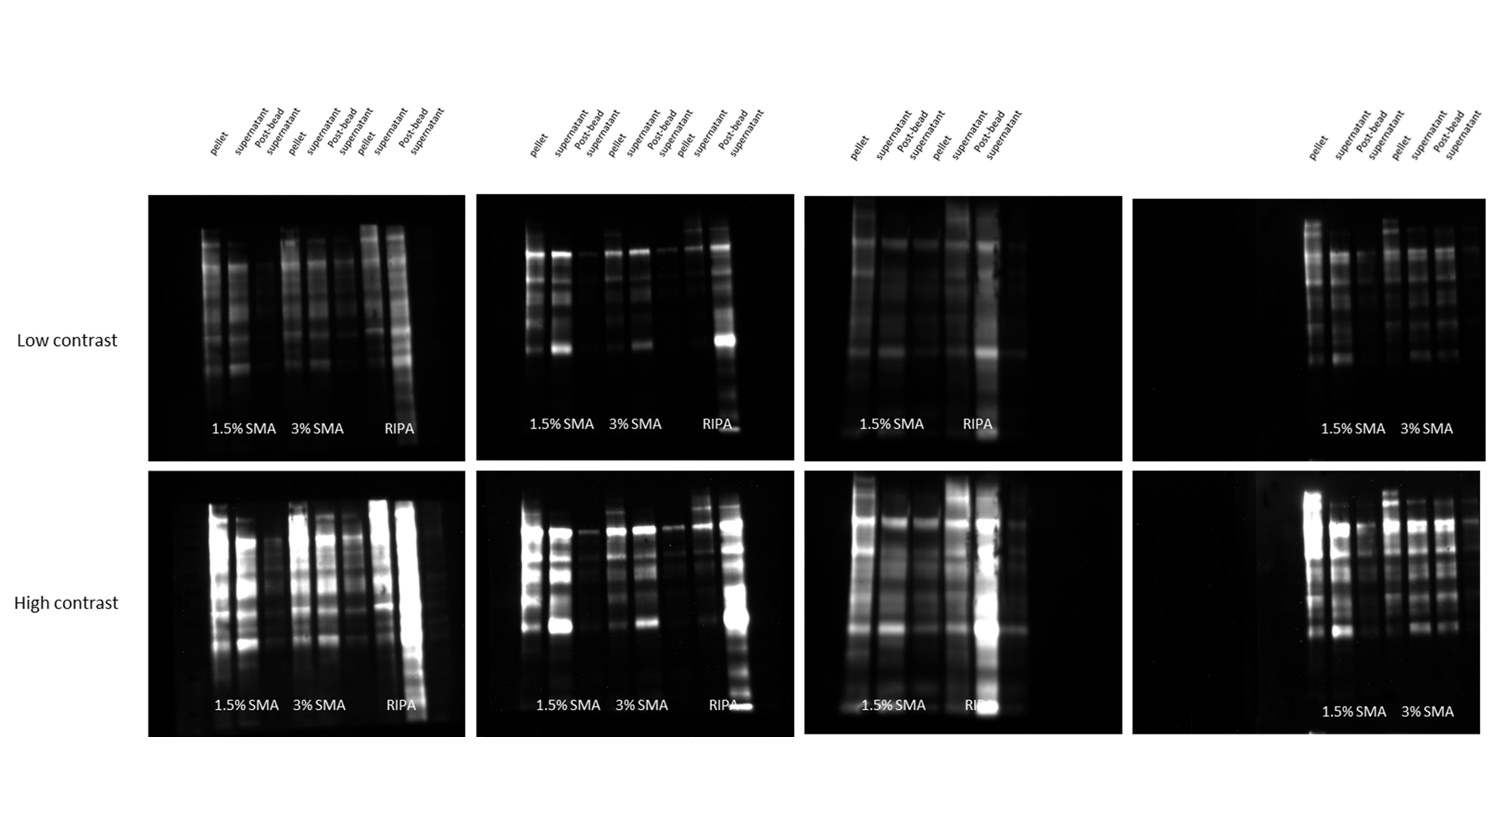 pellet
supernatant
Post-bead
supernatant
pellet
supernatant
Post-bead
supernatant
pellet
supernatant
Post-bead
supernatant
pellet
supernatant
Post-bead
supernatant
pellet
supernatant
Post-bead
supernatant
pellet
supernatant
Post-bead
supernatant
pellet
supernatant
Post-bead
supernatant
pellet
supernatant
Post-bead
supernatant
pellet
supernatant
Post-bead
supernatant
pellet
supernatant
Post-bead
supernatant
Low contrast
1.5% SMA 3% SMA RIPA
1.5% SMA 3% SMA RIPA
1.5% SMA RIPA
1.5% SMA 3% SMA
High contrast
1.5% SMA 3% SMA RIPA
1.5% SMA 3% SMA RIPA
1.5% SMA RIPA
1.5% SMA 3% SMA